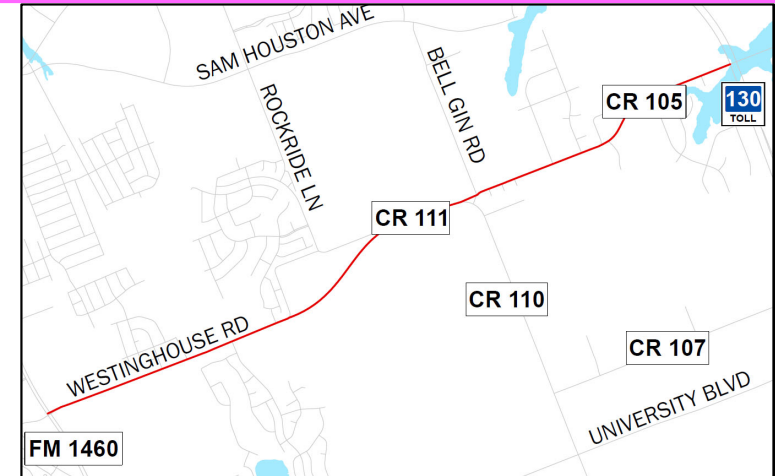 SAM HOUSTON AVE
BELL GIN RD
ROCKRIDE LN
CR 105
130
TOLL
CR 111
CR 110
WESTINGHOUSE RD
CR 107
UNIVERSITY BLVD
FM 1460